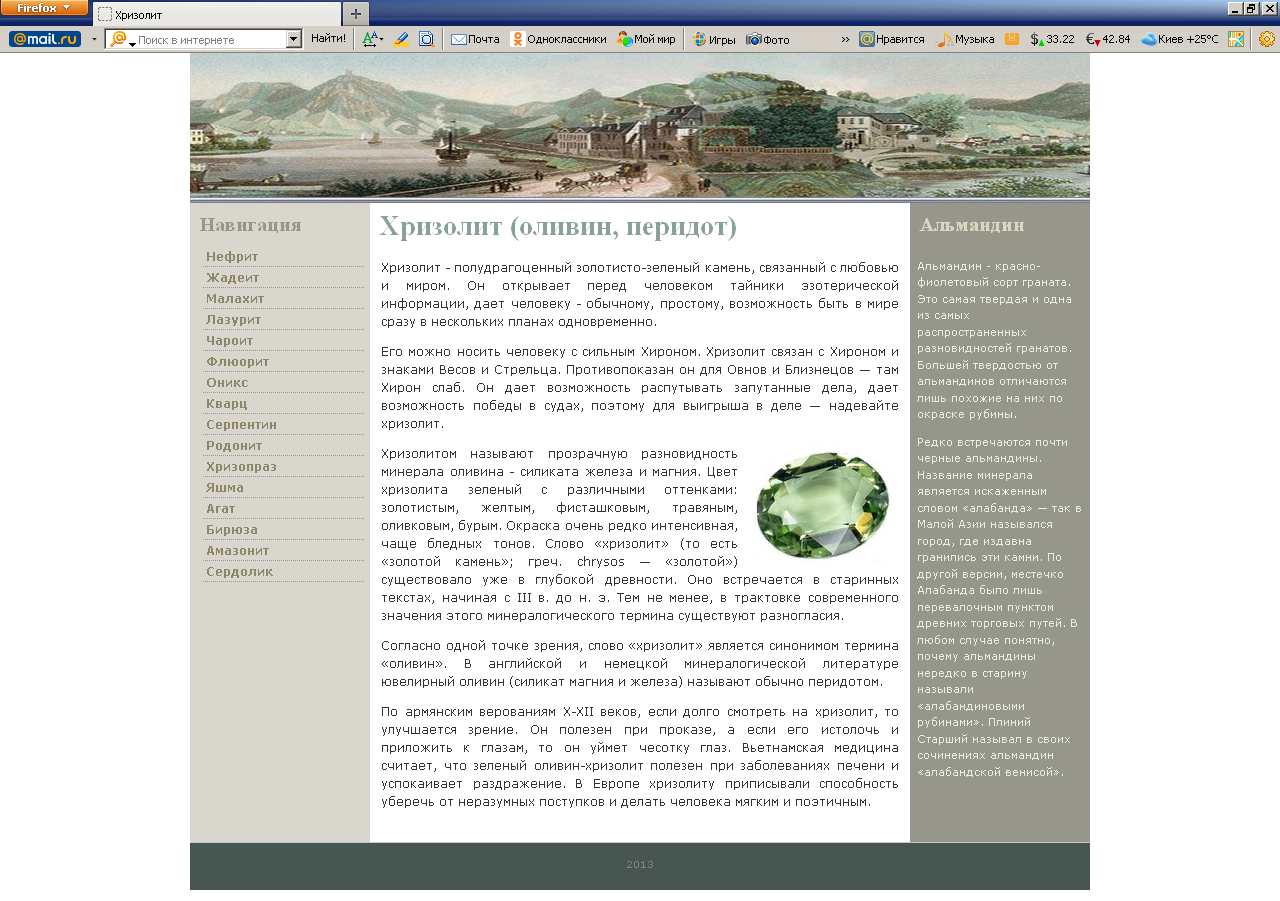 Firefox
Хризолит
@mail.ru Поиск в интернете Найти! Почта Одноклассники Мой мир Игры Фото » Нравится Музыка $ 33.22 € 42.84 Киев +25°C
Навигация
Нефрит
Жадеит
Малахит
Лазурит
Чароит
Флюорит
Оникс
Кварц
Серпентин
Родонит
Хризопраз
Яшма
Агат
Бирюза
Амазонит
Сердолик
Хризолит (оливин, перидот)
Хризолит - полудрагоценный золотисто-зеленый камень, связанный с любовью
и миром. Он открывает перед человеком тайники эзотерической
информации, дает человеку - обычному, простому, возможность быть в мире
сразу в нескольких планах одновременно.
Его можно носить человеку с сильным Хироном. Хризолит связан с Хироном и
знаками Весов и Стрельца. Противопоказан он для Овнов и Близнецов — там
Хирон слаб. Он дает возможность распутывать запутанные дела, дает
возможность победы в судах, поэтому для выигрыша в деле — надевайте
хризолит.
Хризолитом называют прозрачную разновидность
минерала оливина - силиката железа и магния. Цвет
хризолита зеленый с различными оттенками:
золотистым, желтым, фисташковым, травяным,
оливковым, бурым. Окраска очень редко интенсивная,
чаще бледных тонов. Слово «хризолит» (то есть
«золотой камень»; греч. chrysos — «золотой»)
существовало уже в глубокой древности. Оно встречается в старинных
текстах, начиная с III в. до н. э. Тем не менее, в трактовке современного
значения этого минералогического термина существуют разногласия.
Согласно одной точке зрения, слово «хризолит» является синонимом термина
«оливин». В английской и немецкой минералогической литературе
ювелирный оливин (силикат магния и железа) называют обычно перидотом.
По армянским верованиям X-XII веков, если долго смотреть на хризолит, то
улучшается зрение. Он полезен при проказе, а если его истолочь и
приложить к глазам, то он уймет чесотку глаз. Вьетнамская медицина
считает, что зеленый оливин-хризолит полезен при заболеваниях печени и
успокаивает раздражение. В Европе хризолиту приписывали способность
уберечь от неразумных поступков и делать человека мягким и поэтичным.
Альмандин
Альмандин - красно-
фиолетовый сорт граната.
Это самая твердая и одна
из самых
распространенных
разновидностей гранатов.
Большей твердостью от
альмандинов отличаются
лишь похожие на них по
окраске рубины.
Редко встречаются почти
черные альмандины.
Название минерала
является искаженным
словом «алабанда» — так в
Малой Азии назывался
город, где издавна
гранились эти камни. По
другой версии, местечко
Алабанда было лишь
перевалочным пунктом
древних торговых путей. В
любом случае понятно,
почему альмандины
нередко в старину
называли
«алабандиновыми
рубинами». Плиний
Старший называл в своих
сочинениях альмандин
«алабандской венисой».
2013